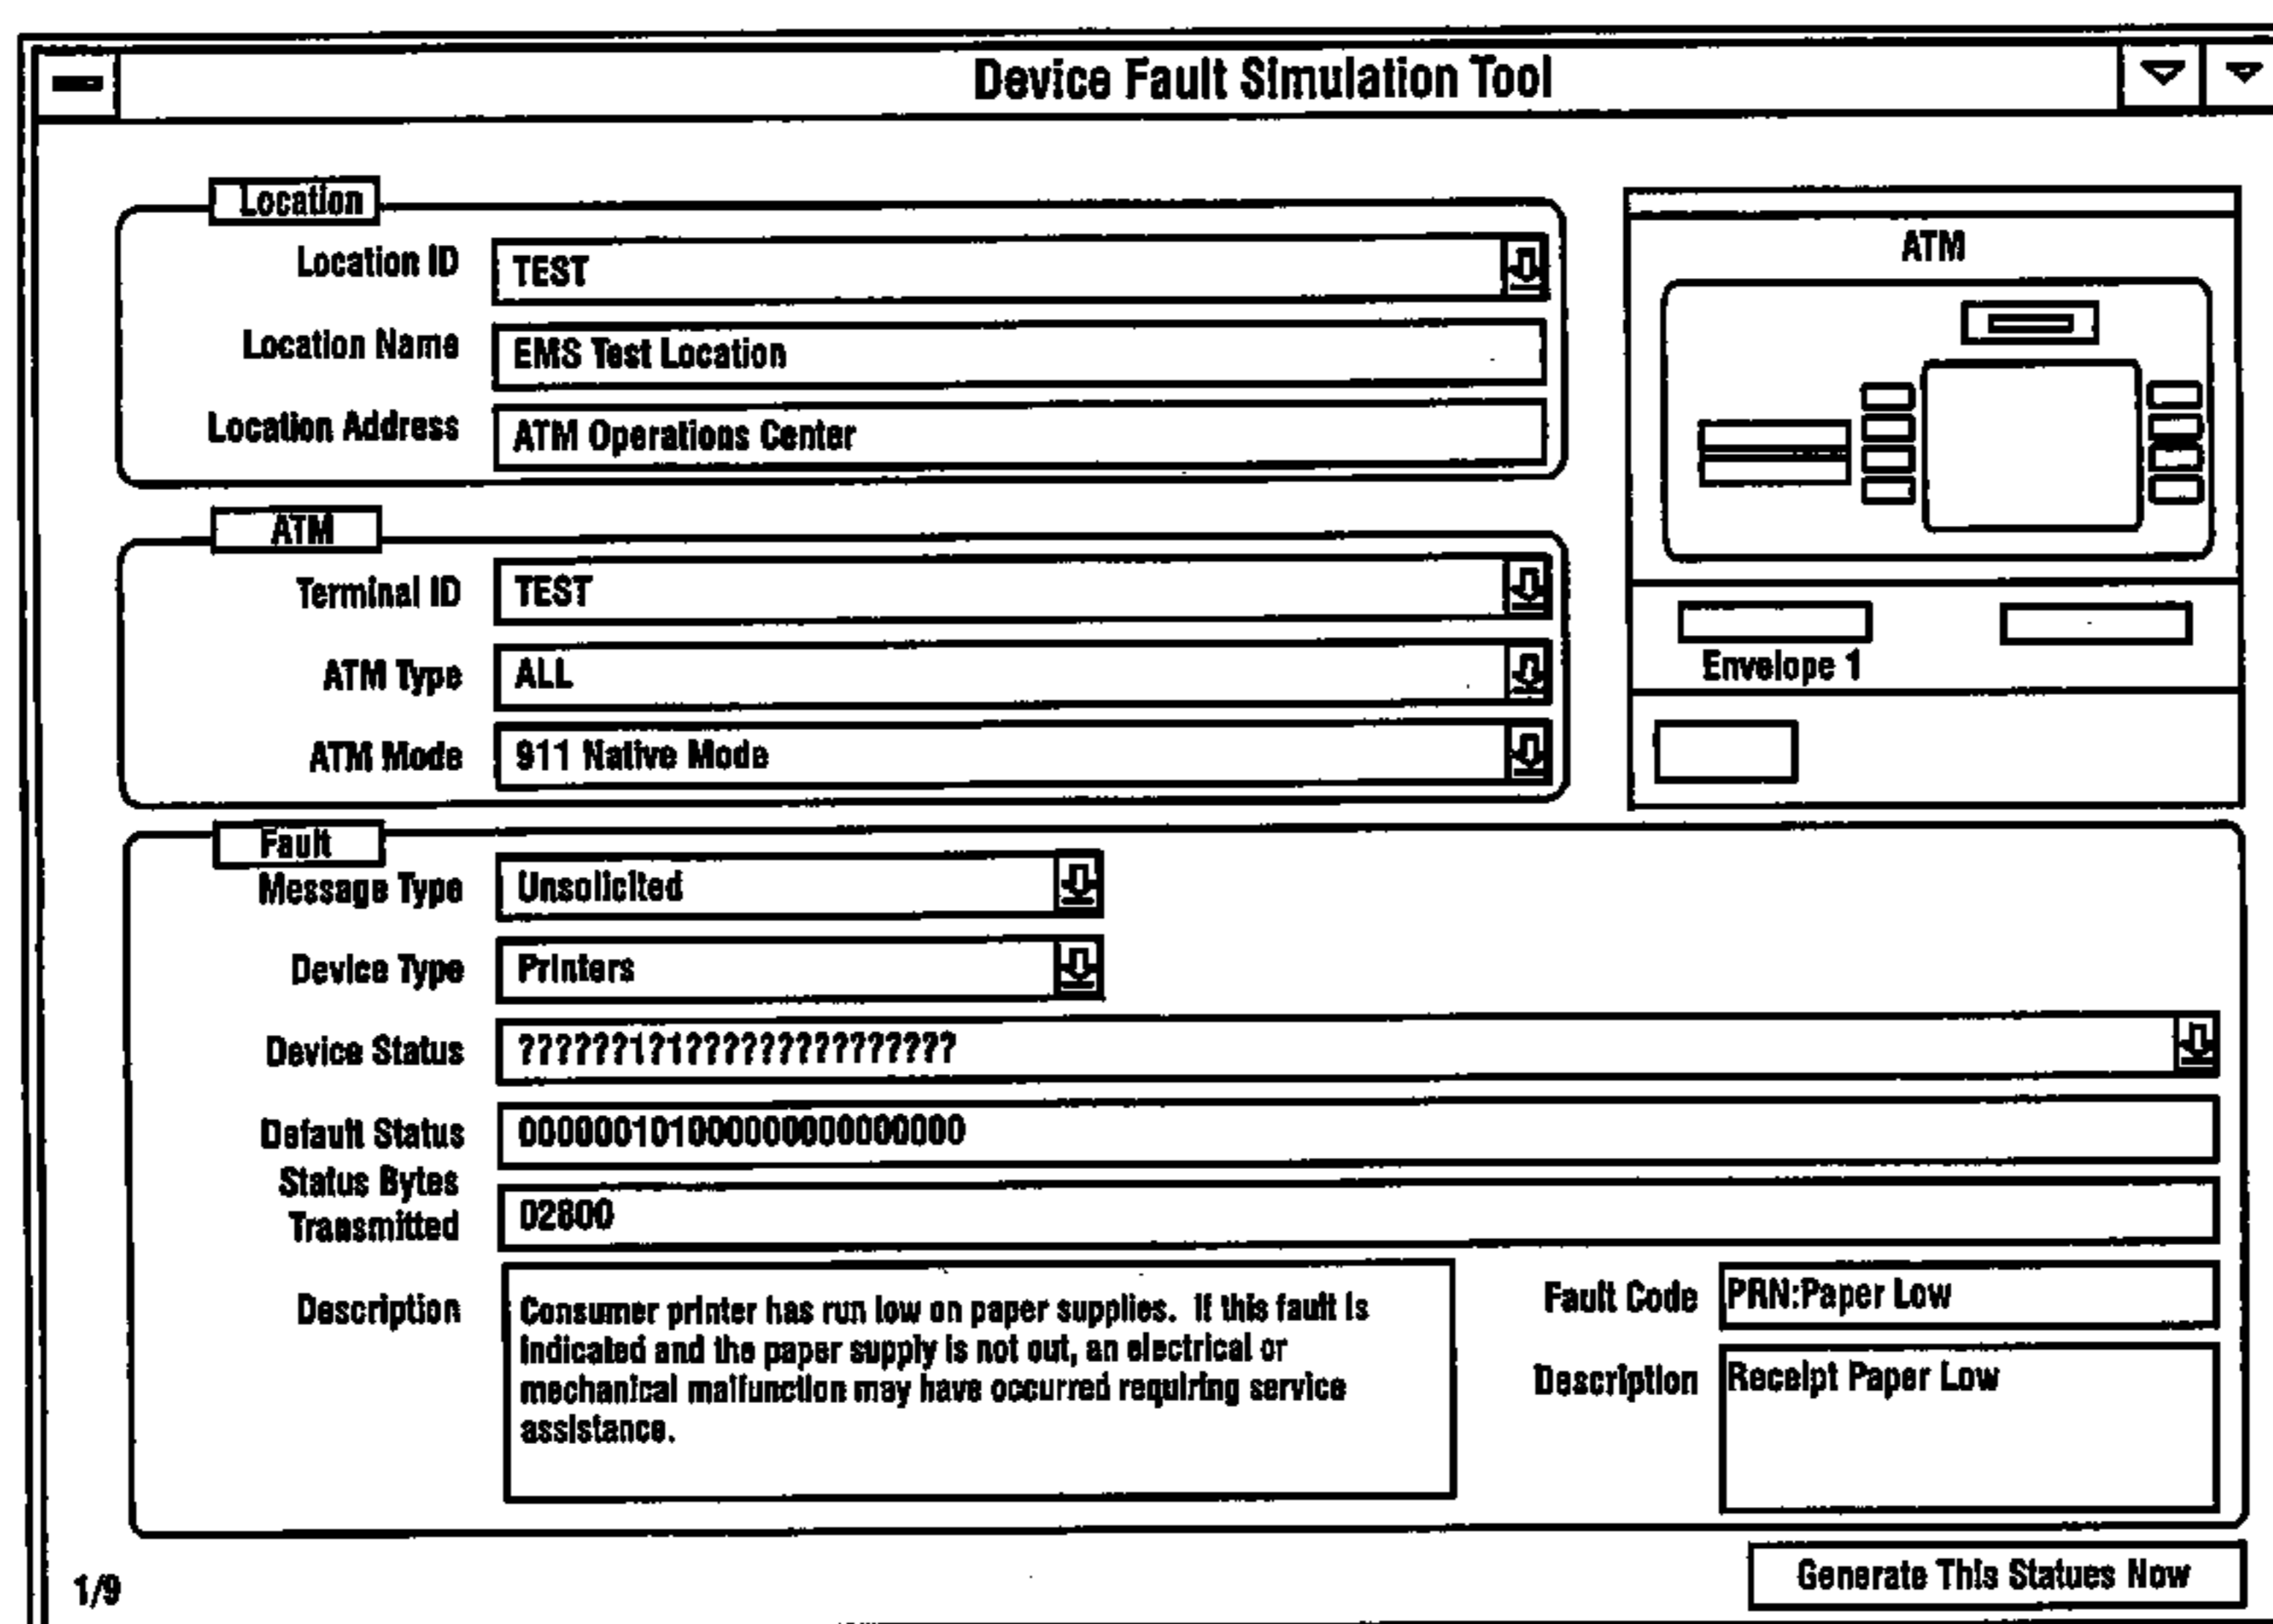 Device Fault Simulation Tool
Location
Location ID TEST
Location Name EMS Test Location
Location Address ATM Operations Center
ATM
Envelope 1
ATM
Terminal ID TEST
ATM Type ALL
ATM Mode 911 Native Mode
Fault
Message Type Unsolicited
Device Type Printers
Device Status ??????1?1???????????????
Default Status 000000101000000000000000
Status Bytes
Transmitted 02800
Description Consumer printer has run low on paper supplies. If this fault is
indicated and the paper supply is not out, an electrical or
mechanical malfunction may have occurred requiring service
assistance.
Fault Code PRN:Paper Low
Description Receipt Paper Low
1/9
Generate This Statues Now